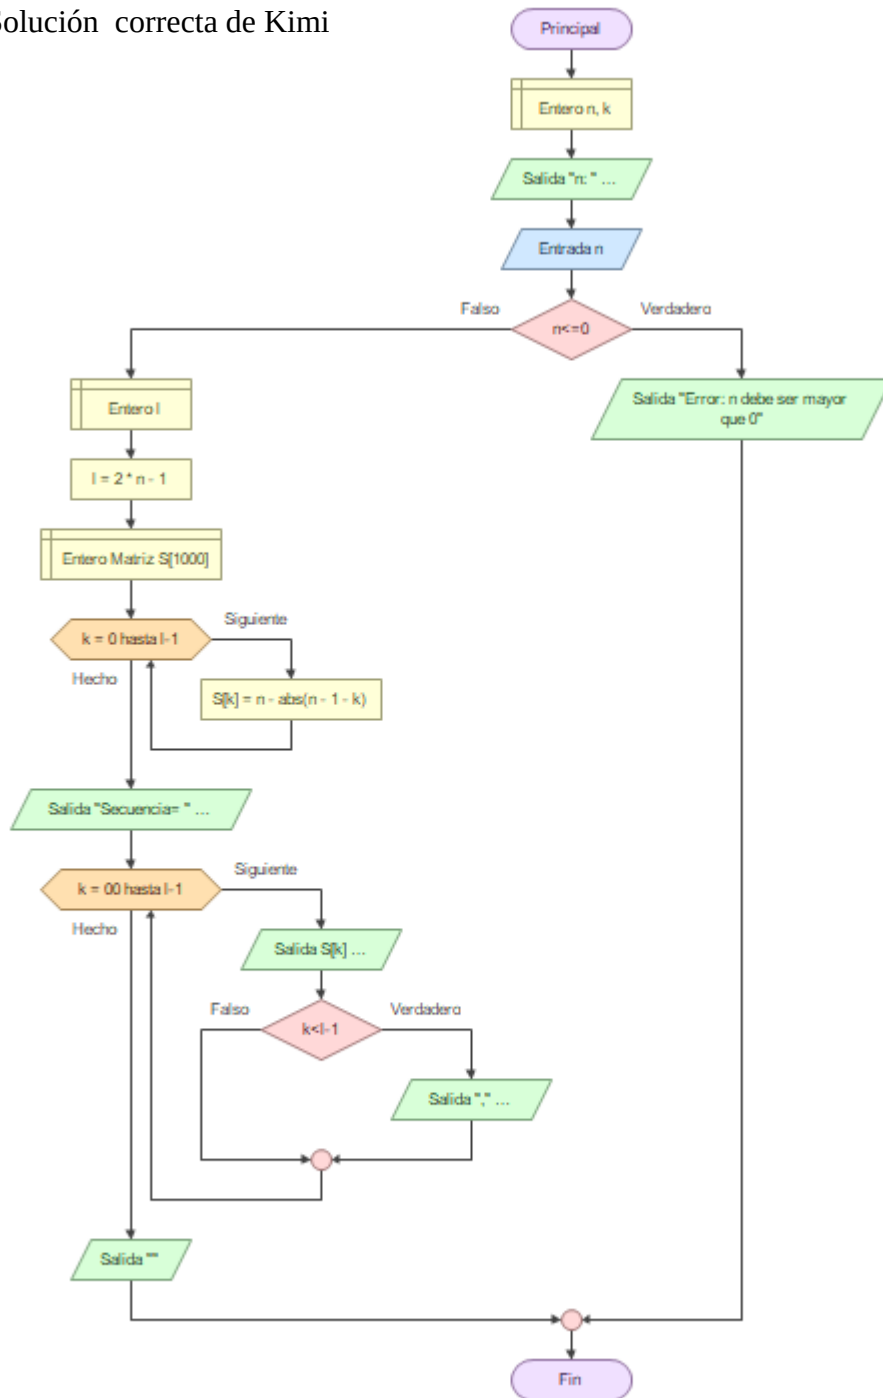 Solución  correcta de Kimi
Principal
Entero n, k
Salida "n: " ...
Entrada n
Falso
Verdadero
n<=0
Entero l
Salida "Error: n debe ser mayor
que 0"
l = 2 * n - 1
Entero Matriz S[1000]
Siguiente
k = 0 hasta l-1
Hecho
S[k] = n - abs(n - 1 - k)
Salida "Secuencia= " ...
Siguiente
k = 00 hasta l-1
Hecho
Salida S[k] ...
Falso
Verdadero
k<l-1
Salida "," ...
Salida ""
Fin